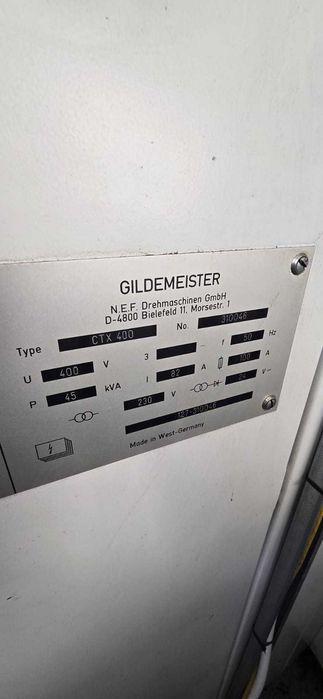 GILDEMEISTER
N.E.F. Drehmaschinen GmbH
D-4800 Bielefeld 11, Morsestr. 1
Type CTX 400 No. 310046
U 400 V 3 ~ f 50 Hz
P 45 kVA I 82 A 100 A
230 V 24 V
Made in West-Germany